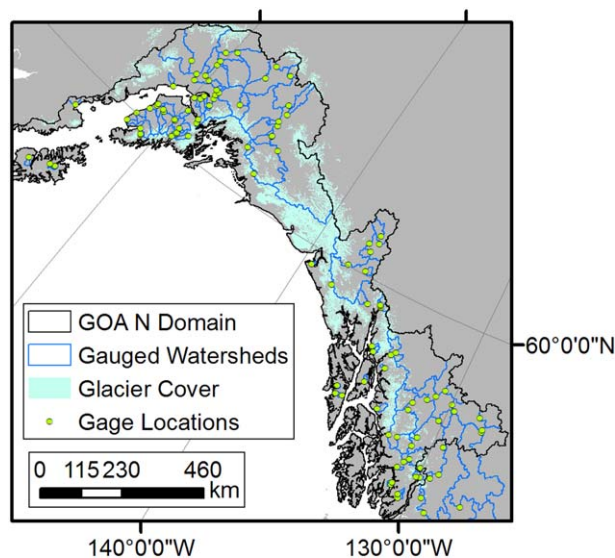 60°0'0"N
GOA N Domain
Gauged Watersheds
Glacier Cover
Gage Locations
0 115 230 460
km
140°0'0"W 130°0'0"W